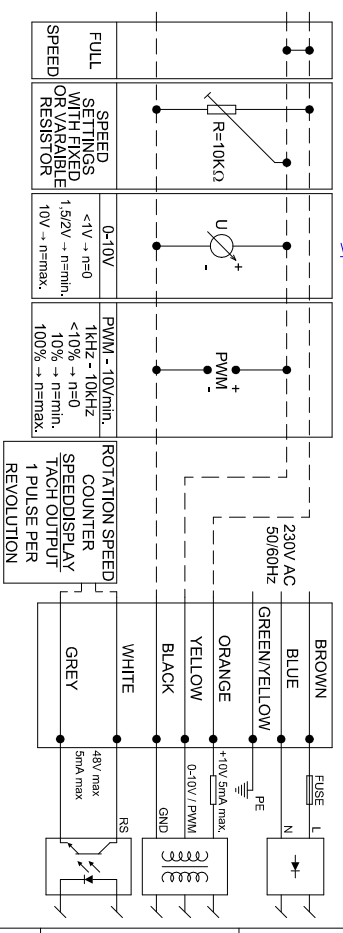 FULL
SPEED
SPEED
SETTINGS
WITH FIXED
OR VARAIBLE
RESISTOR
R=10KΩ
0-10V
<1V → n=0
1,5/2V → n=min.
10V → n=max.
U
+
-
PWM - 10Vmin.
1kHz - 10kHz
<10% → n=0
10% → n=min.
100% → n=max.
+
PWM
-
ROTATION SPEED
COUNTER
SPEEDDISPLAY
TACH OUTPUT
1 PULSE PER
REVOLUTION
230V AC
50/60Hz
BROWN
BLUE
GREEN/YELLOW
ORANGE
YELLOW
BLACK
WHITE
GREY
FUSE
L
N
PE
+10V 5mA max.
0-10V / PWM
GND
48V max
5mA max
RS